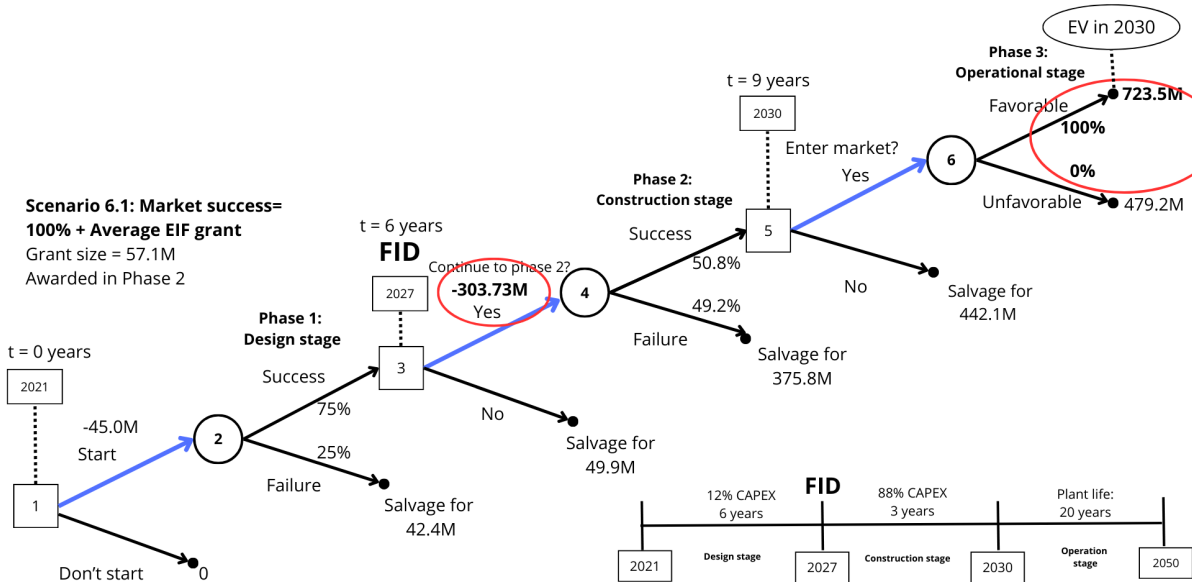 EV in 2030
Phase 3:
Operational stage
t = 9 years
2030
Favorable
723.5M
100%
Enter market?
Yes
6
0%
Unfavorable
479.2M
Phase 2:
Construction stage
Scenario 6.1: Market success=
100% + Average EIF grant
Grant size = 57.1M
Awarded in Phase 2
t = 6 years
FID
2027
Continue to phase 2?
-303.73M
Yes
4
Success
50.8%
5
No
Salvage for
442.1M
49.2%
Failure
Salvage for
375.8M
Phase 1:
Design stage
t = 0 years
2021
Success
75%
3
No
Salvage for
49.9M
-45.0M
Start
2
25%
Failure
Salvage for
42.4M
1
Don't start
0
FID
12% CAPEX
6 years
88% CAPEX
3 years
Plant life:
20 years
Design stage
Construction stage
Operation
stage
2021
2027
2030
2050